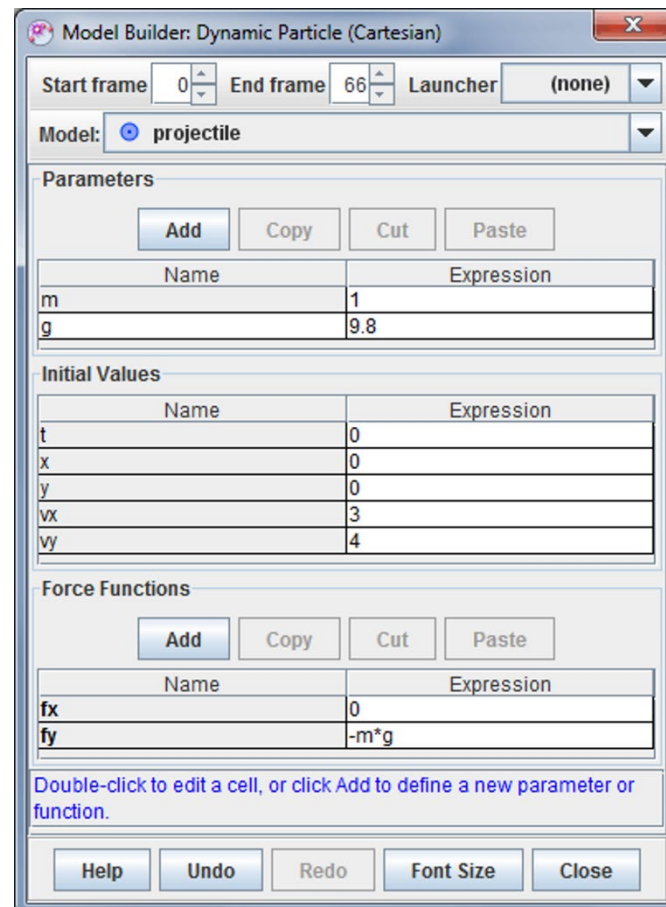 Model Builder: Dynamic Particle (Cartesian)
Start frame 0 End frame 66 Launcher (none)
Model: projectile
Parameters
Add Copy Cut Paste
Name Expression
m 1
g 9.8
Initial Values
Name Expression
t 0
x 0
y 0
vx 3
vy 4
Force Functions
Add Copy Cut Paste
Name Expression
fx 0
fy -m*g
Double-click to edit a cell, or click Add to define a new parameter or
function.
Help Undo Redo Font Size Close